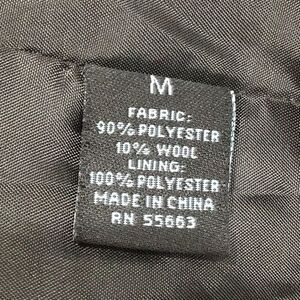 M
FABRIC:
90% POLYESTER
10% WOOL
LINING:
100% POLYESTER
MADE IN CHINA
RN 55663